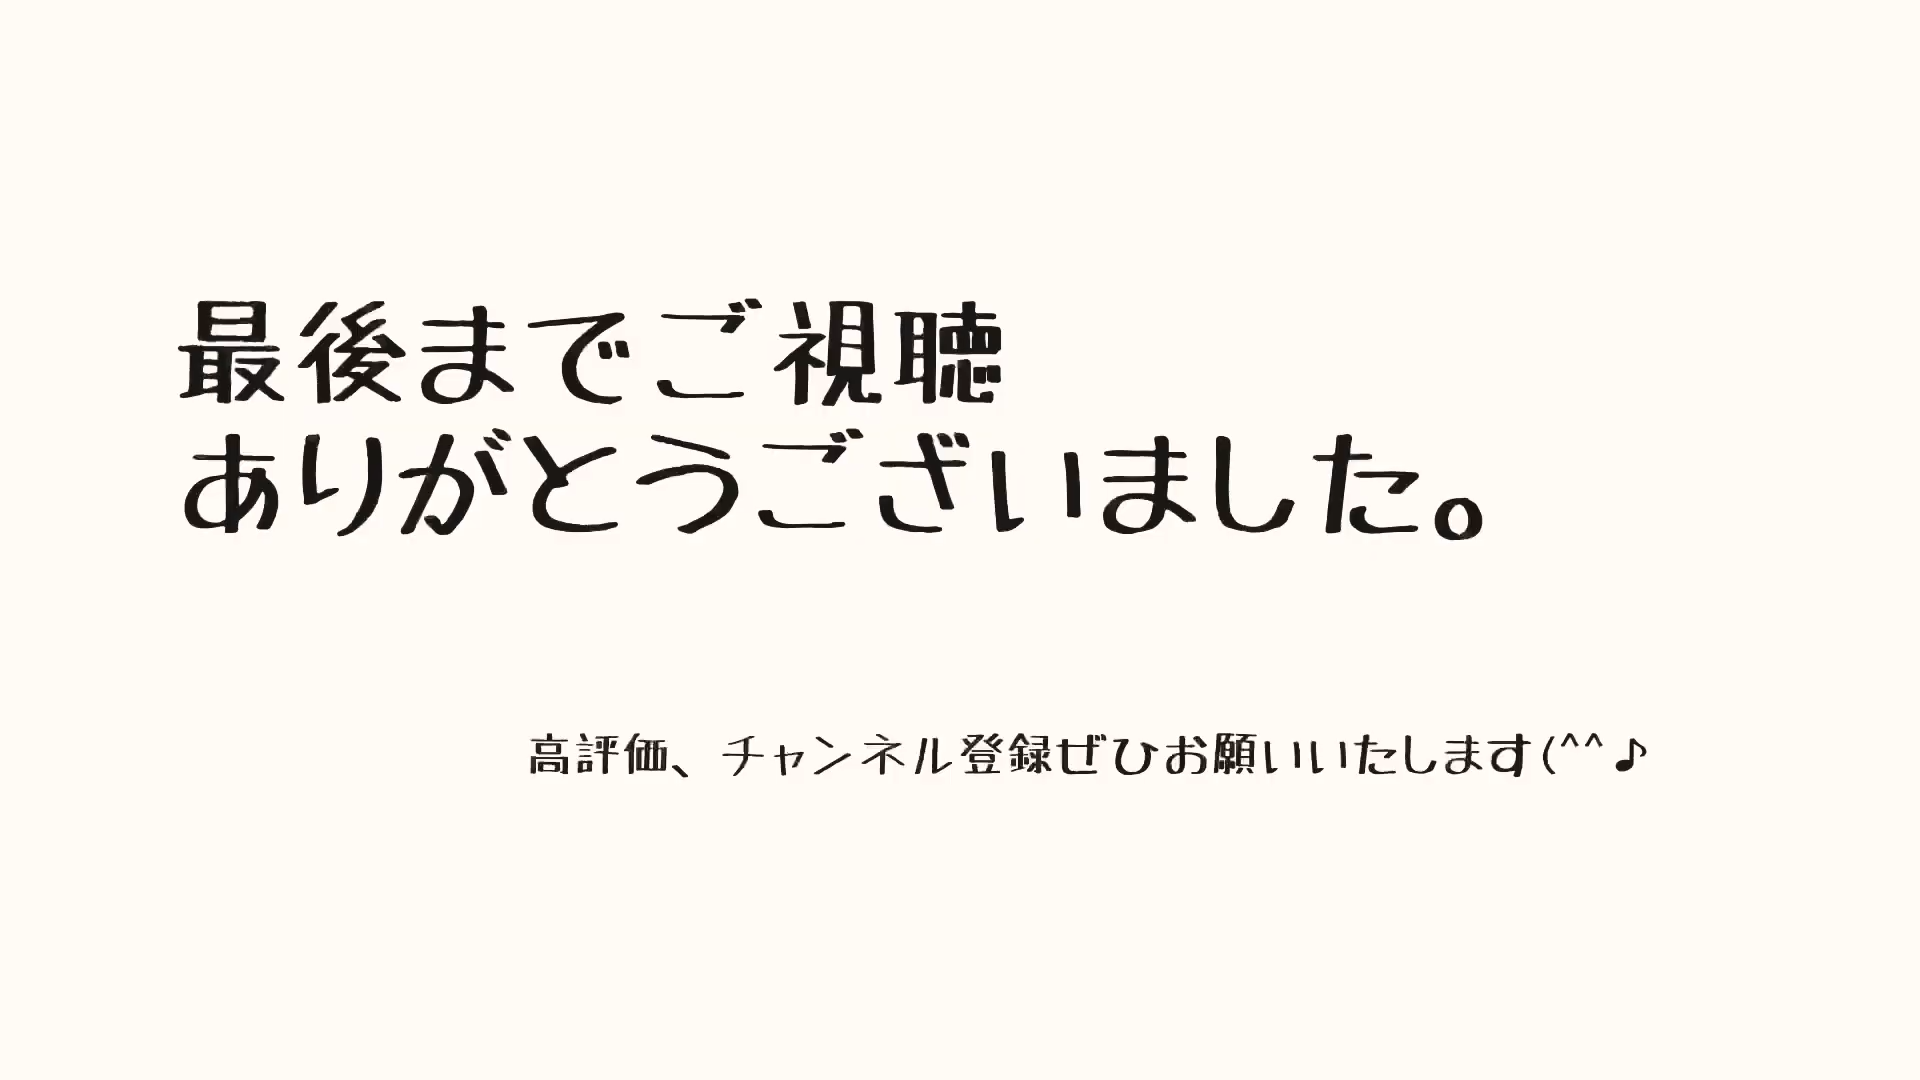 最後までご視聴
ありがとうございました。
高評価、チャンネル登録ぜひお願いいたします(^^♪